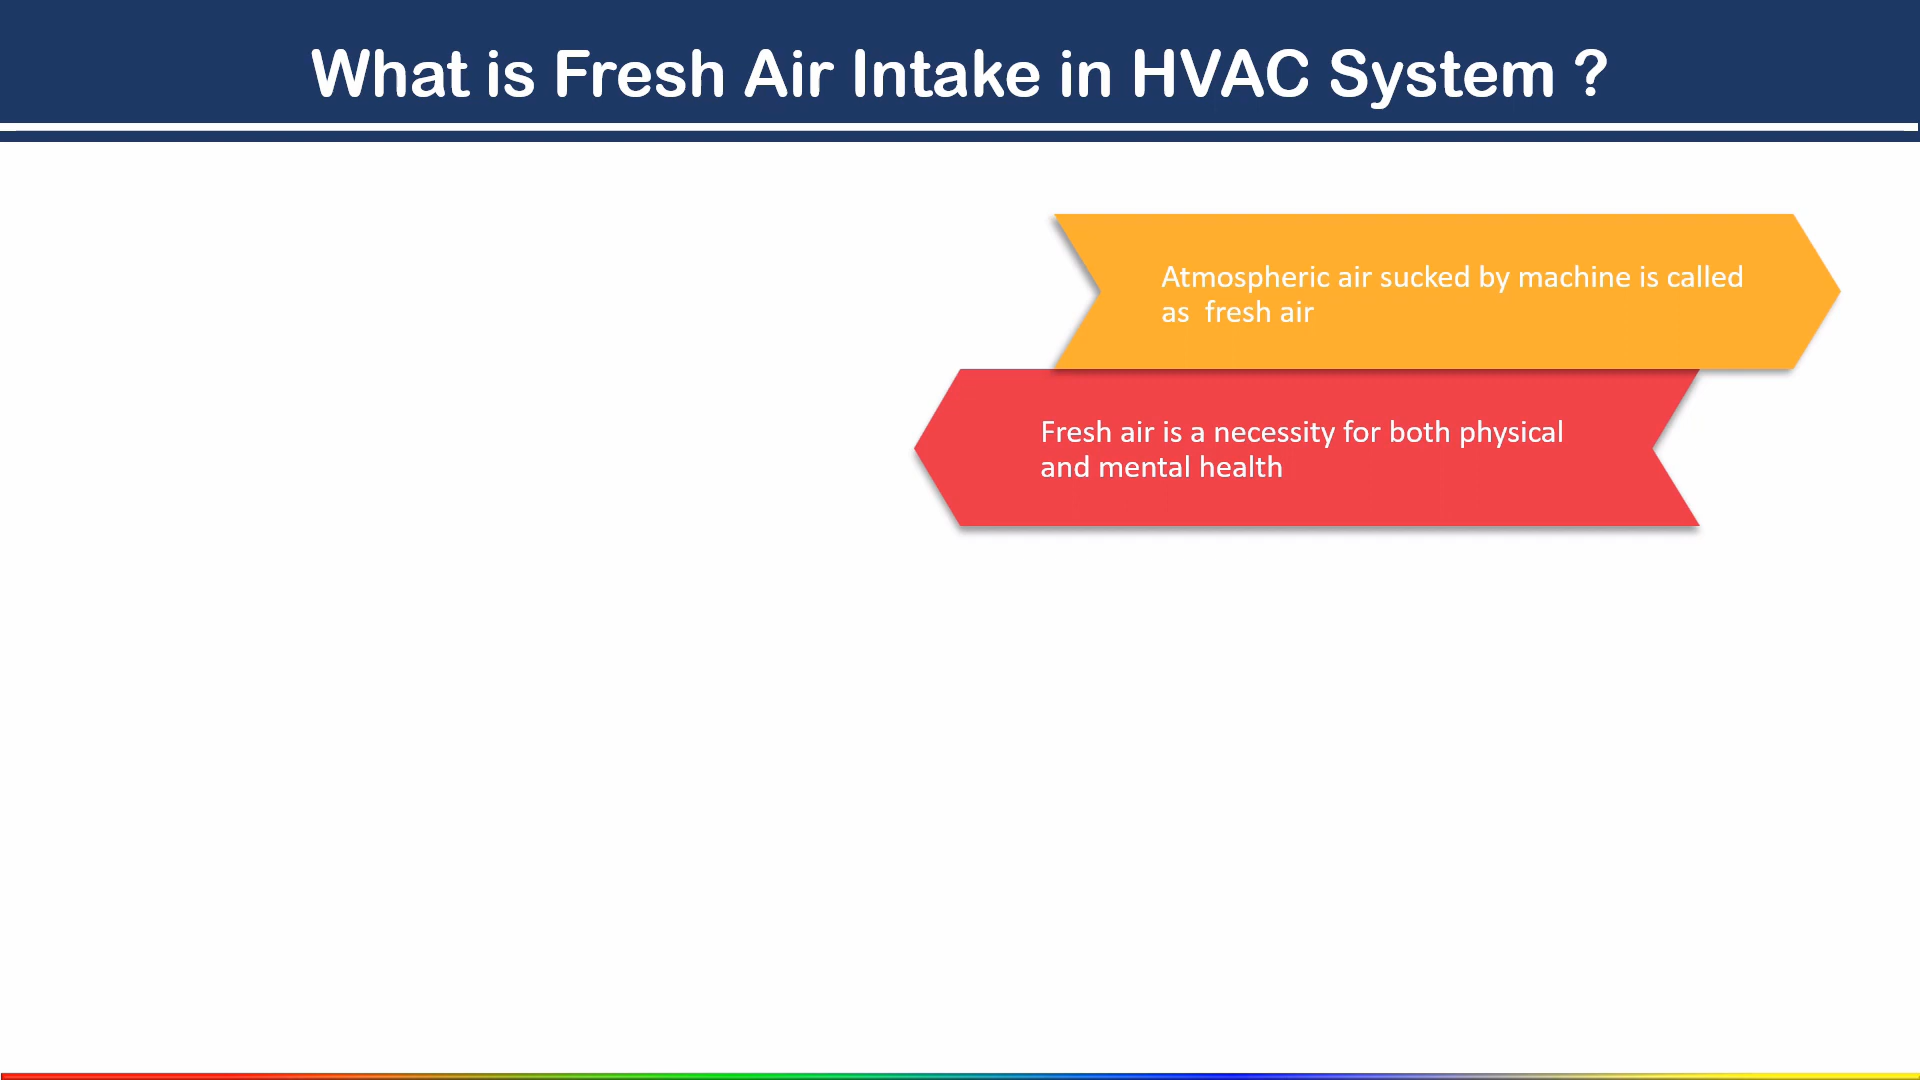 What is Fresh Air Intake in HVAC System ?
Atmospheric air sucked by machine is called
as  fresh air
Fresh air is a necessity for both physical
and mental health